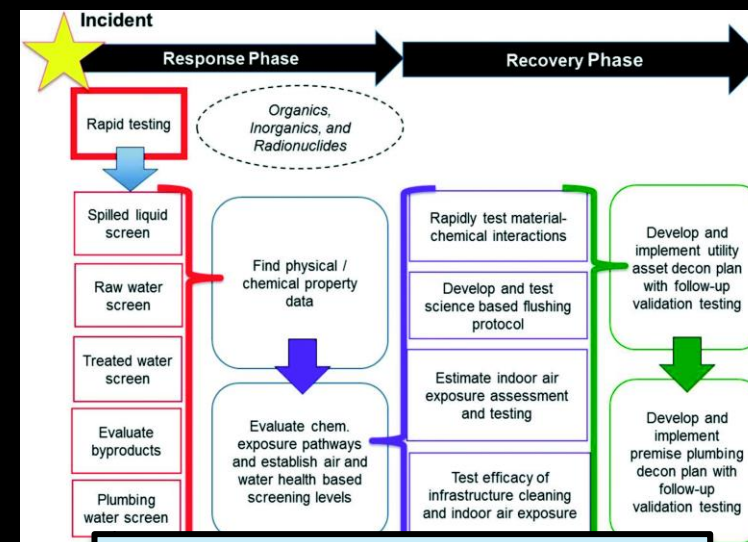 Incident
Response Phase
Recovery Phase
Rapid testing
Organics,
Inorganics, and
Radionuclides
Spilled liquid
screen
Raw water
screen
Treated water
screen
Evaluate
byproducts
Plumbing
water screen
Find physical /
chemical property
data
Evaluate chem.
exposure pathways
and establish air and
water health based
screening levels
Rapidly test material-
chemical interactions
Develop and test
science based flushing
protocol
Estimate indoor air
exposure assessment
and testing
Test efficacy of
infrastructure cleaning
and indoor air exposure
Develop and
implement utility
asset decon plan
with follow-up
validation testing
Develop and
implement
premise plumbing
decon plan with
follow-up
validation testing